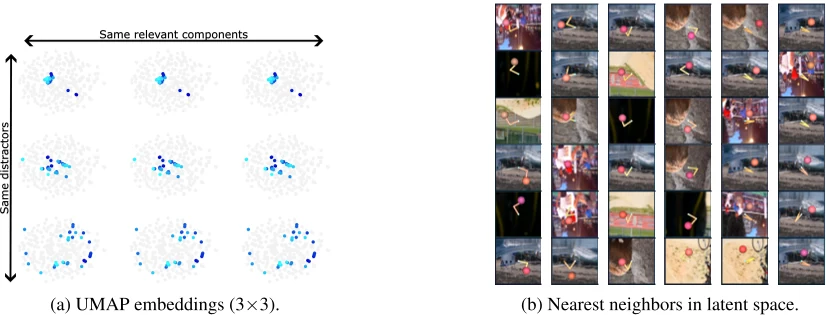 Same relevant components
Same distractors
(a) UMAP embeddings (3×3).
(b) Nearest neighbors in latent space.